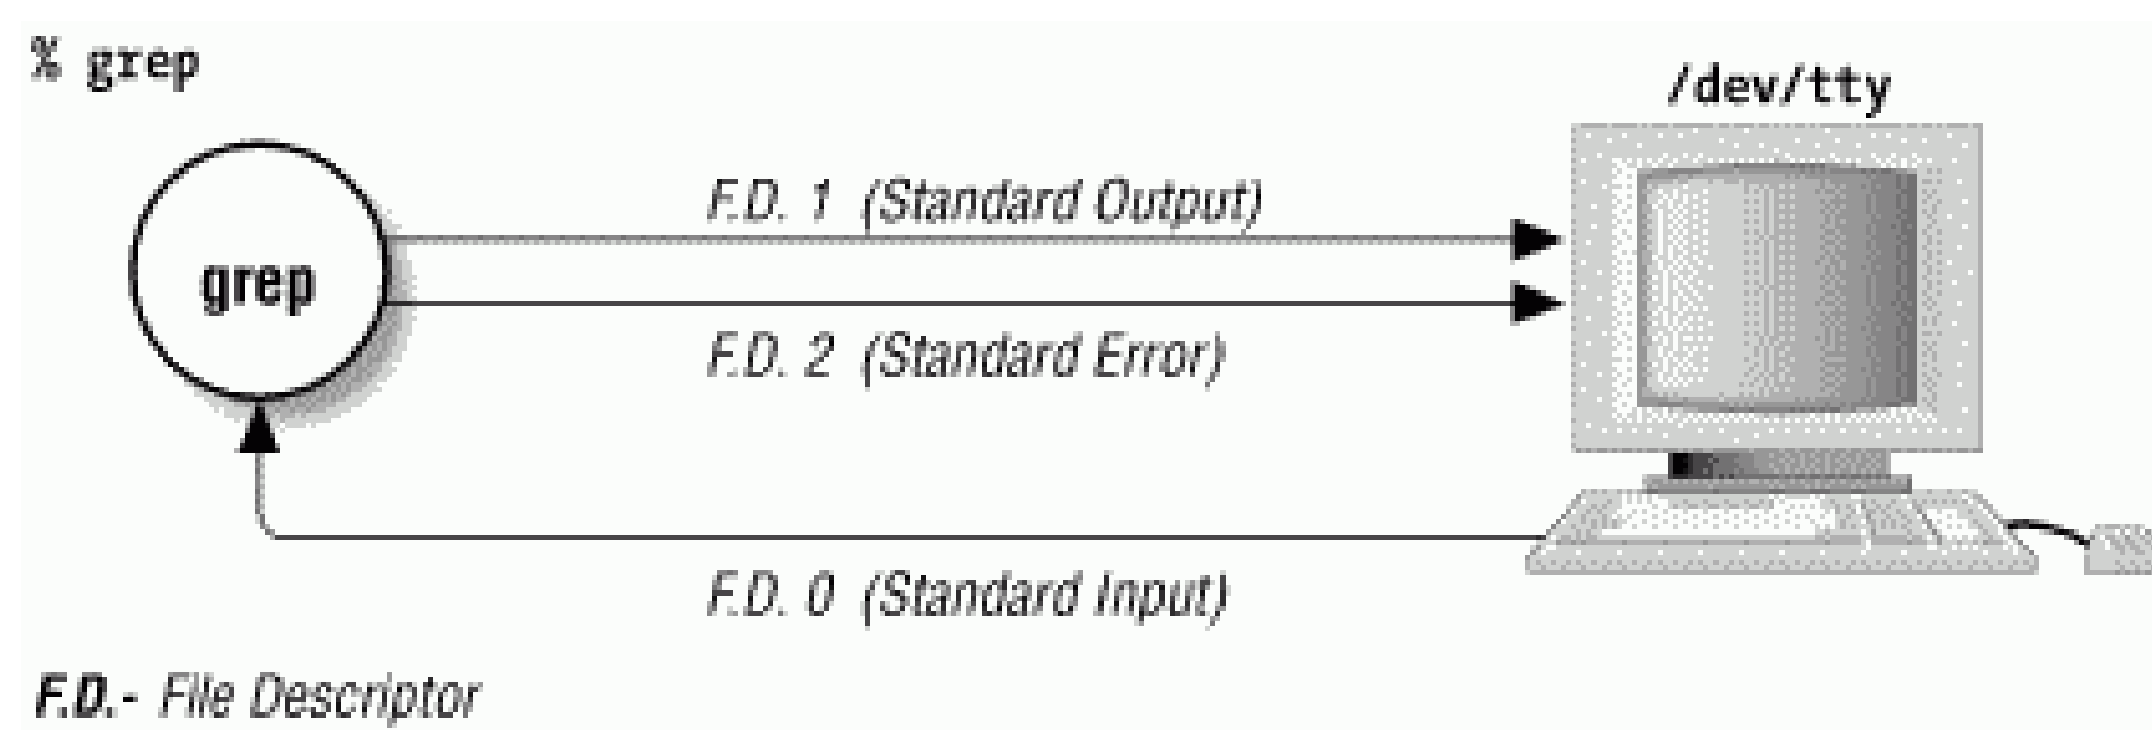 % grep
/dev/tty
F.D. 1 (Standard Output)
grep
F.D. 2 (Standard Error)
F.D. 0 (Standard Input)
F.D.- File Descriptor